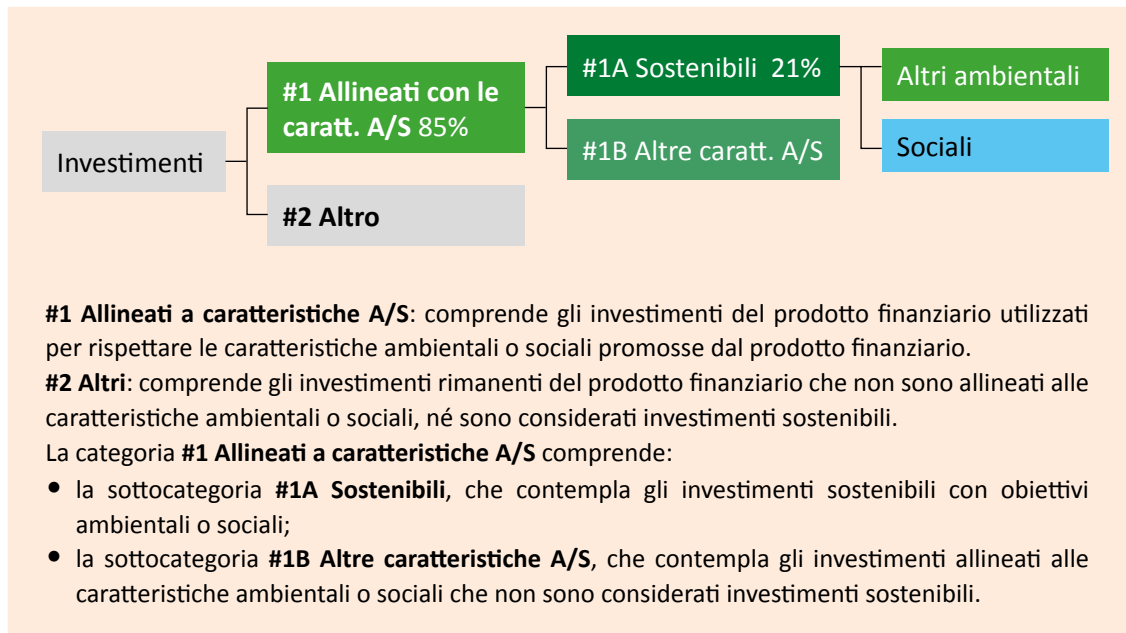 #1 Allineati con le
caratt. A/S 85%
#1A Sostenibili 21%
Altri ambientali
Investimenti
#1B Altre caratt. A/S
Sociali
#2 Altro
#1 Allineati a caratteristiche A/S: comprende gli investimenti del prodotto finanziario utilizzati
per rispettare le caratteristiche ambientali o sociali promosse dal prodotto finanziario.
#2 Altri: comprende gli investimenti rimanenti del prodotto finanziario che non sono allineati alle
caratteristiche ambientali o sociali, né sono considerati investimenti sostenibili.
La categoria #1 Allineati a caratteristiche A/S comprende:
• la sottocategoria #1A Sostenibili, che contempla gli investimenti sostenibili con obiettivi
ambientali o sociali;
• la sottocategoria #1B Altre caratteristiche A/S, che contempla gli investimenti allineati alle
caratteristiche ambientali o sociali che non sono considerati investimenti sostenibili.